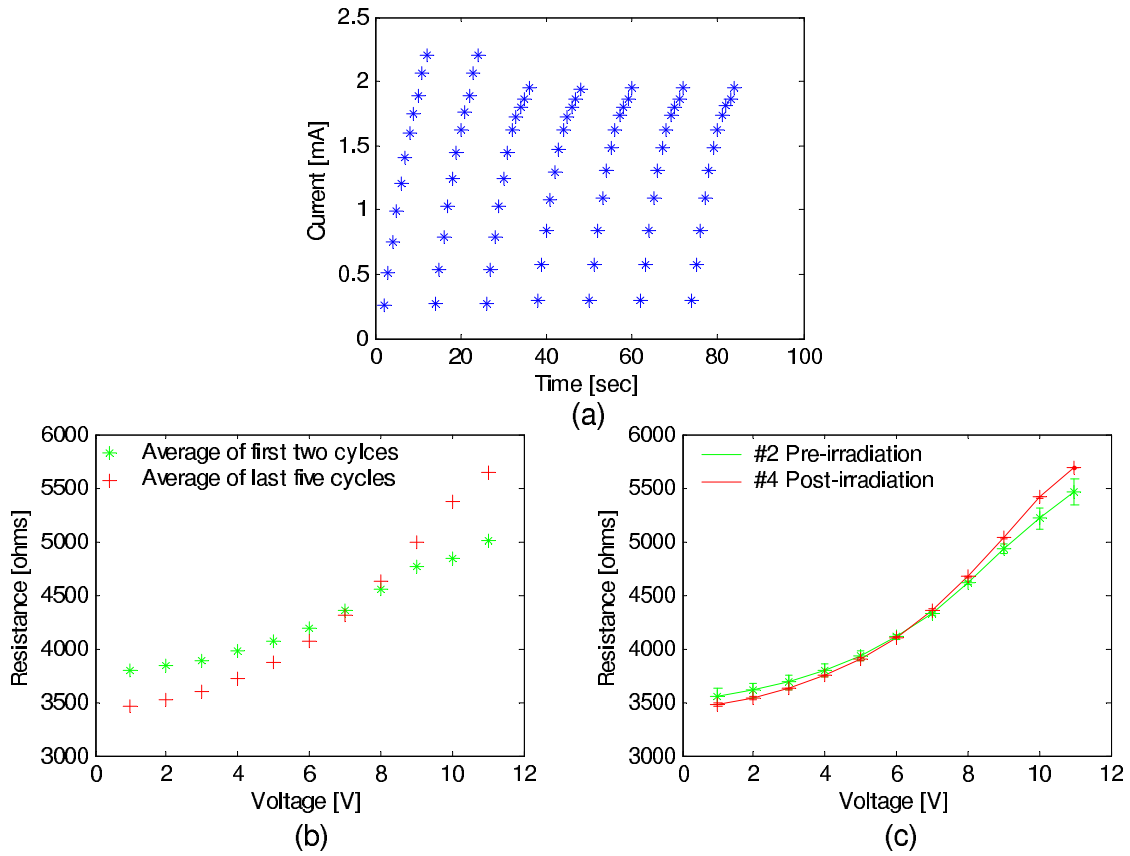 2.5
2
1.5
1
0.5
0
Current [mA]
0 20 40 60 80 100
Time [sec]
(a)
6000
5500
5000
4500
4000
3500
3000
Resistance [ohms]
Average of first two cylces
Average of last five cycles
0 2 4 6 8 10 12
Voltage [V]
(b)
6000
5500
5000
4500
4000
3500
3000
Resistance [ohms]
#2 Pre-irradiation
#4 Post-irradiation
0 2 4 6 8 10 12
Voltage [V]
(c)